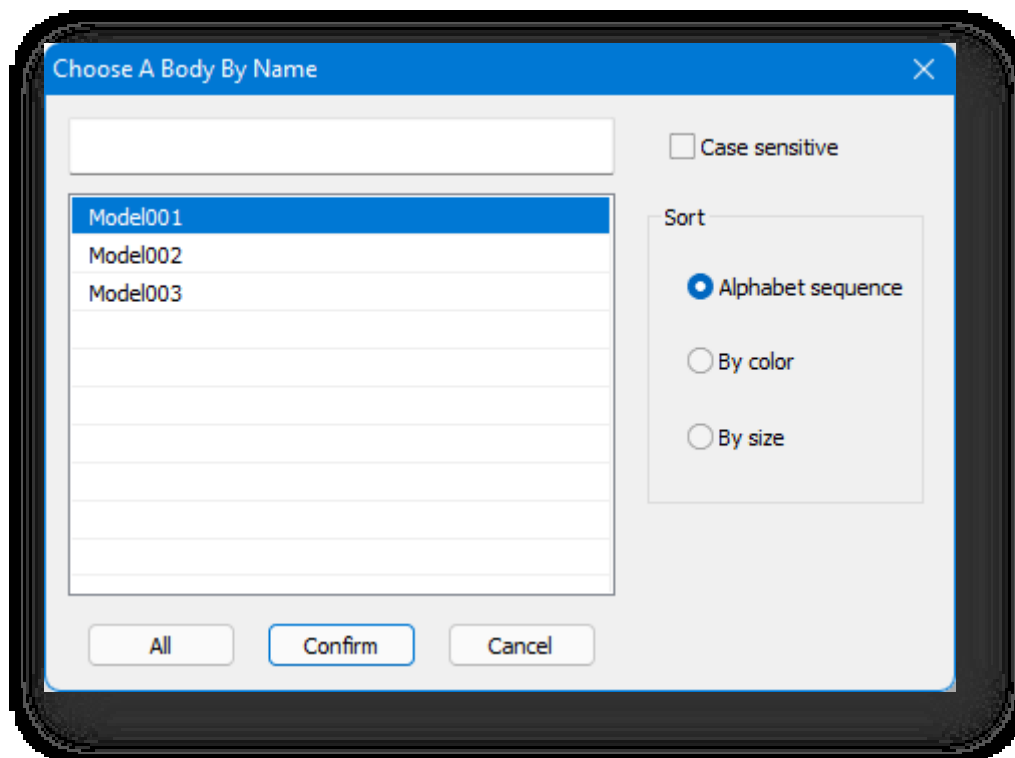 Choose A Body By Name
Case sensitive
Model001
Model002
Model003
Sort
Alphabet sequence
By color
By size
All
Confirm
Cancel